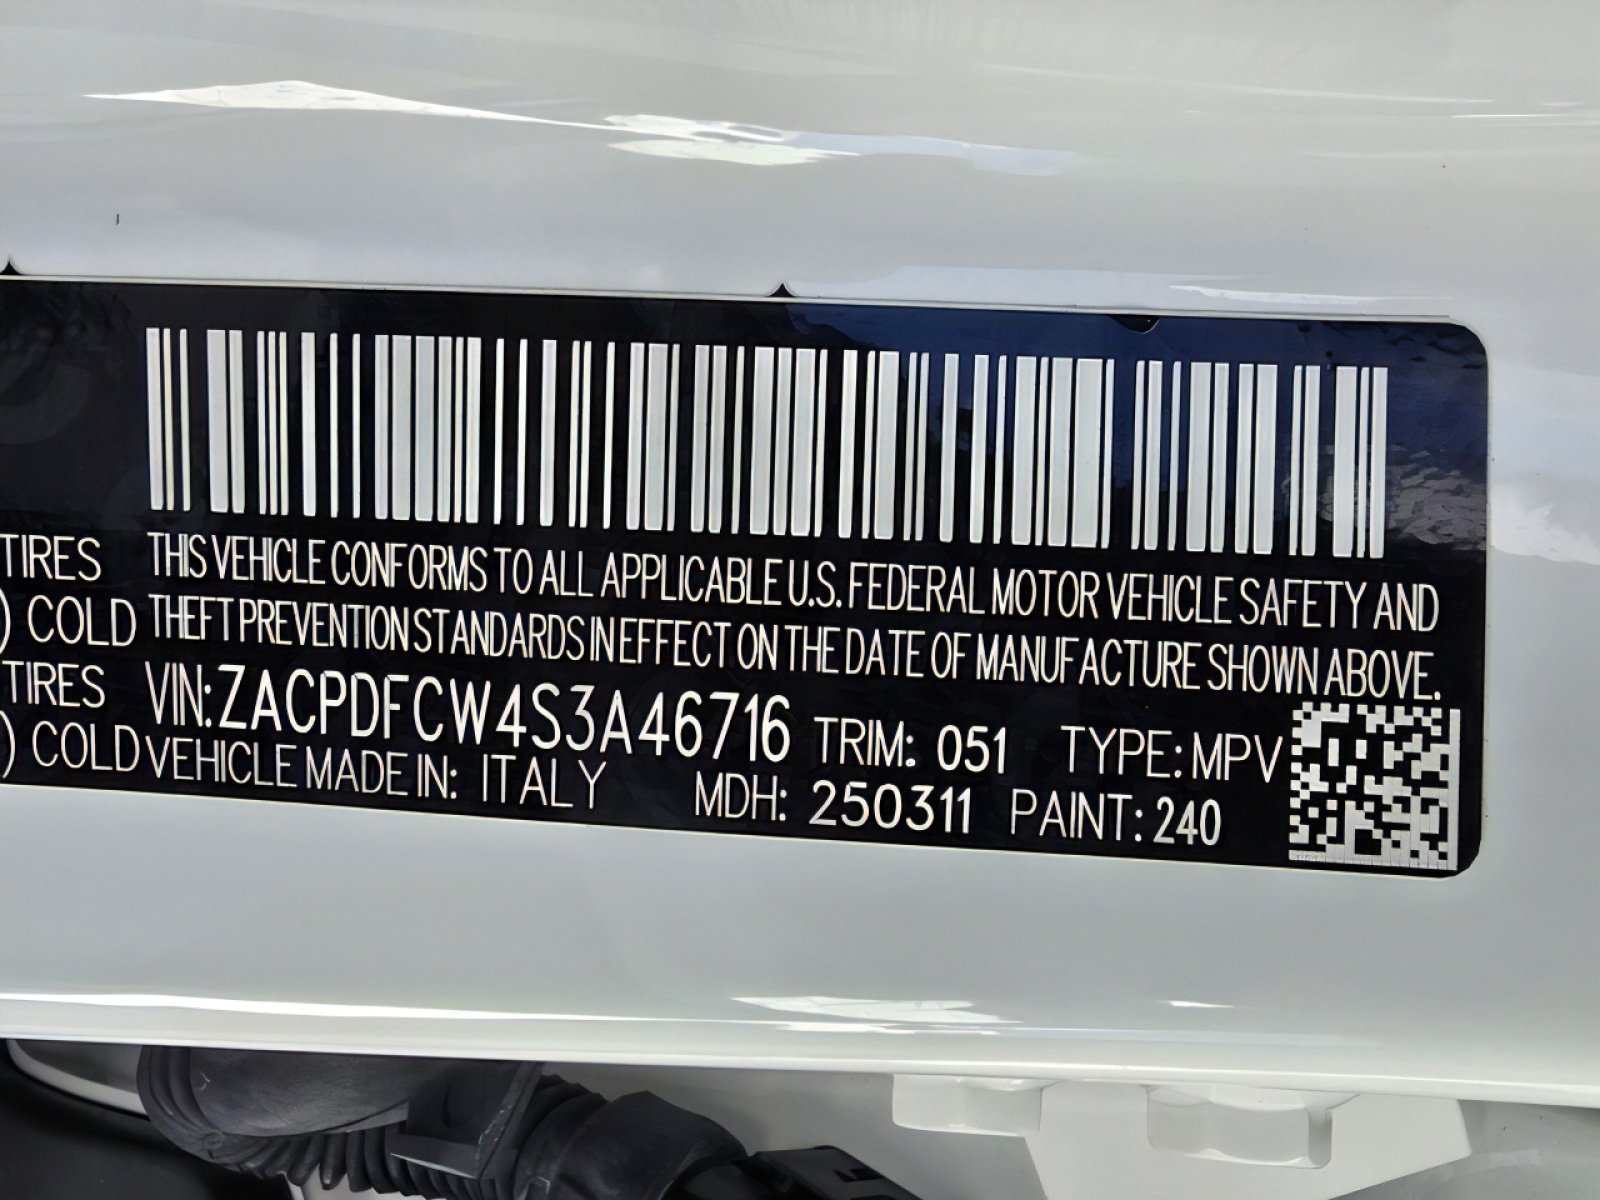 TIRES THIS VEHICLE CONFORMS TO ALL APPLICABLE U.S. FEDERAL MOTOR VEHICLE SAFETY AND
) COLD THEFT PREVENTION STANDARDS IN EFFECT ON THE DATE OF MANUFACTURE SHOWN ABOVE.
TIRES VIN: ZACPDFCW4S3A46716 TRIM: 051 TYPE: MPV
) COLD VEHICLE MADE IN: ITALY MDH: 250311 PAINT: 240